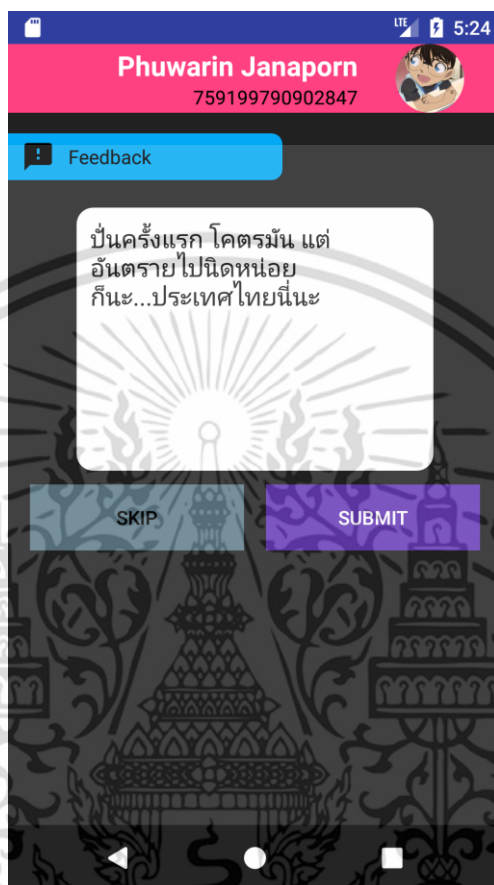 LTE 5:24
Phuwarin Janaporn
759199790902847
Feedback
ปั่นครั้งแรก โคตรมัน แต่
อันตรายไปนิดหน่อย
ก็นะ...ประเทศไทยนี่นะ
SKIP
SUBMIT